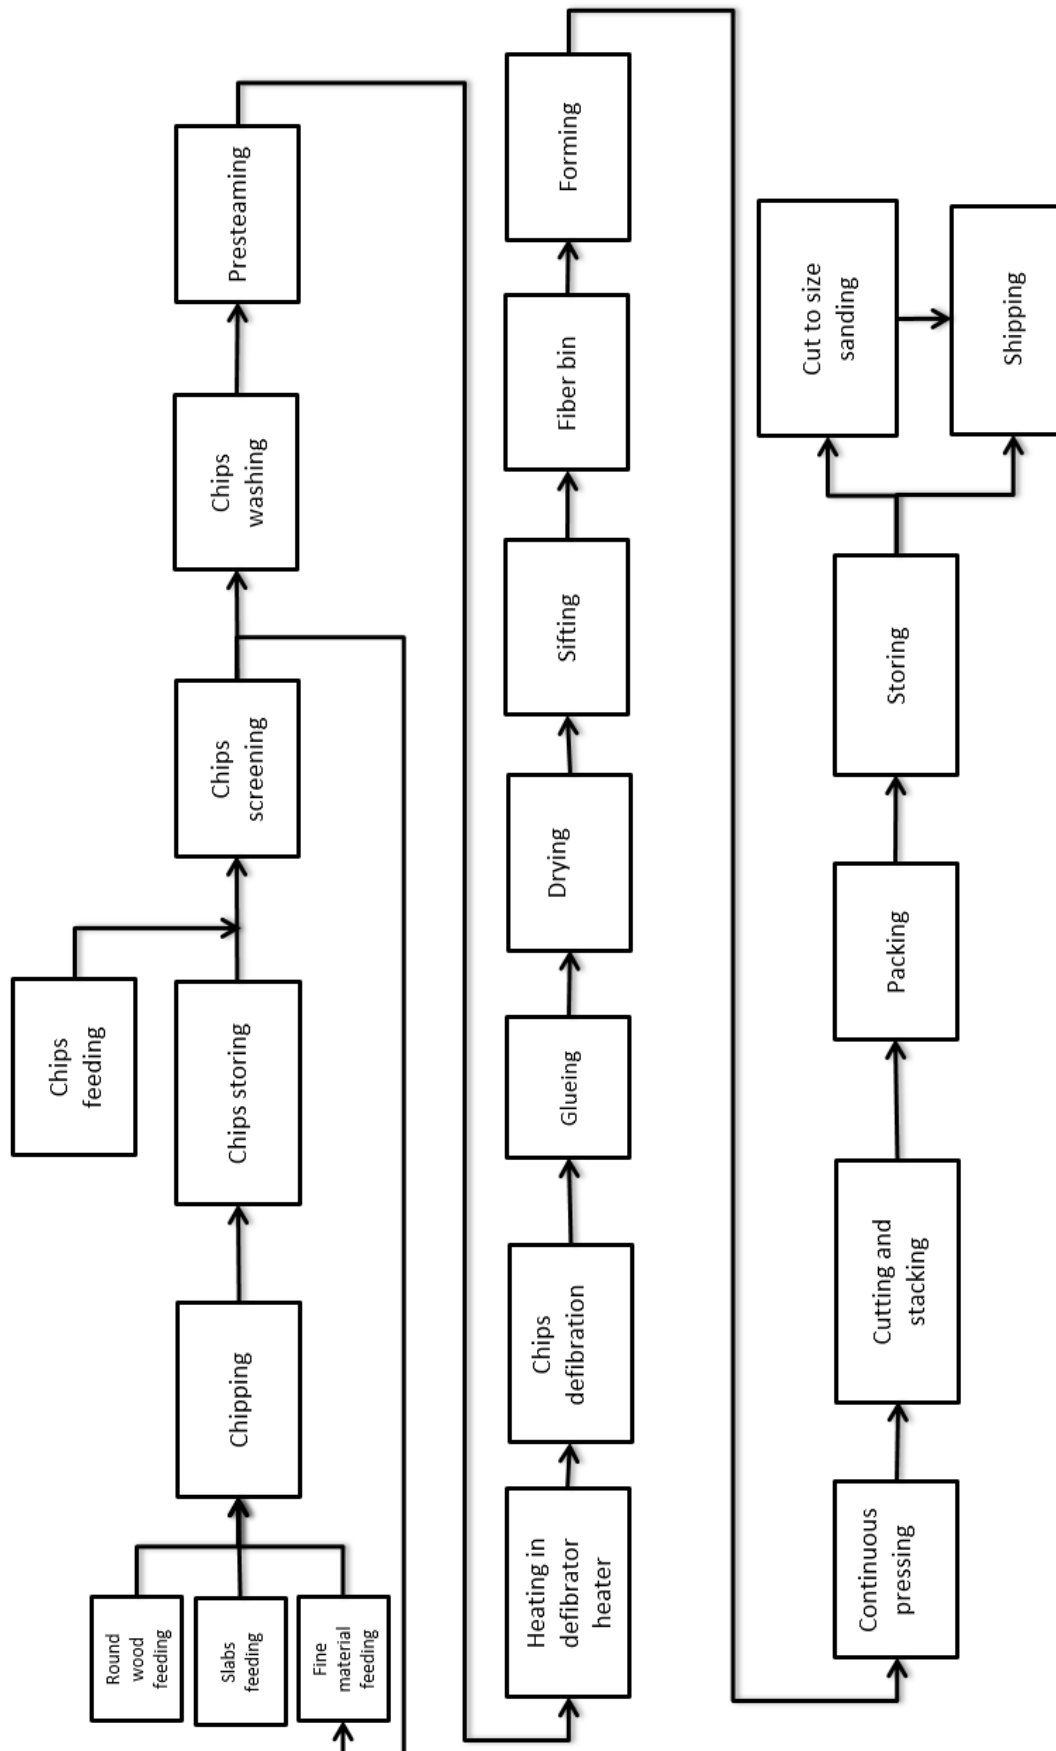 Round
wood
feeding
Slabs
feeding
Fine
material
feeding
Chipping
Chips storing
Chips
feeding
Chips
screening
Chips
washing
Presteaming
Heating in
defibrator
heater
Chips
defibration
Glueing
Drying
Sifting
Fiber bin
Forming
Continuous
pressing
Cutting and
stacking
Packing
Storing
Cut to size
sanding
Shipping